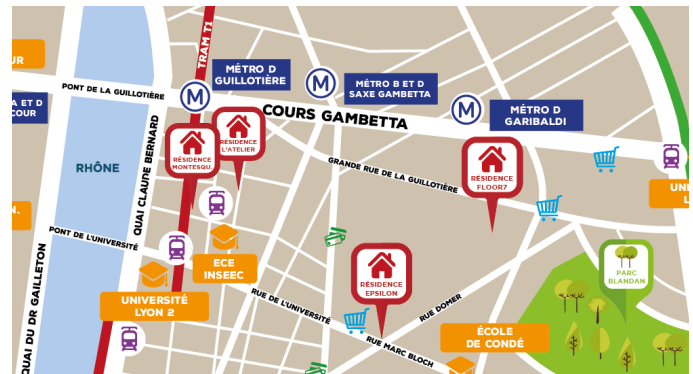 UR
TRAM T1
MÉTRO D
GUILLOTIÈRE
PONT DE LA GUILLOTIÈRE
M
M
MÉTRO B ET D
SAXE GAMBETTA
A ET D
COUR
COURS GAMBETTA
M
MÉTRO D
GARIBALDI
QUAI CLAUDE BERNARD
RÉSIDENCE
MONTESQU.
RÉSIDENCE
L'ATELIER
RHÔNE
GRANDE RUE DE LA GUILLOTIÈRE
RÉSIDENCE
FLOOR7
UNI
L
N.
PONT DE L'UNIVERSITÉ
ECE
INSEEC
RÉSIDENCE
EPSILON
PARC
BLANDAN
UNIVERSITÉ
LYON 2
RUE DE L'UNIVERSITÉ
RUE DOMER
QUAI DU DR GAILLETON
RUE MARC BLOCH
ÉCOLE
DE CONDÉ